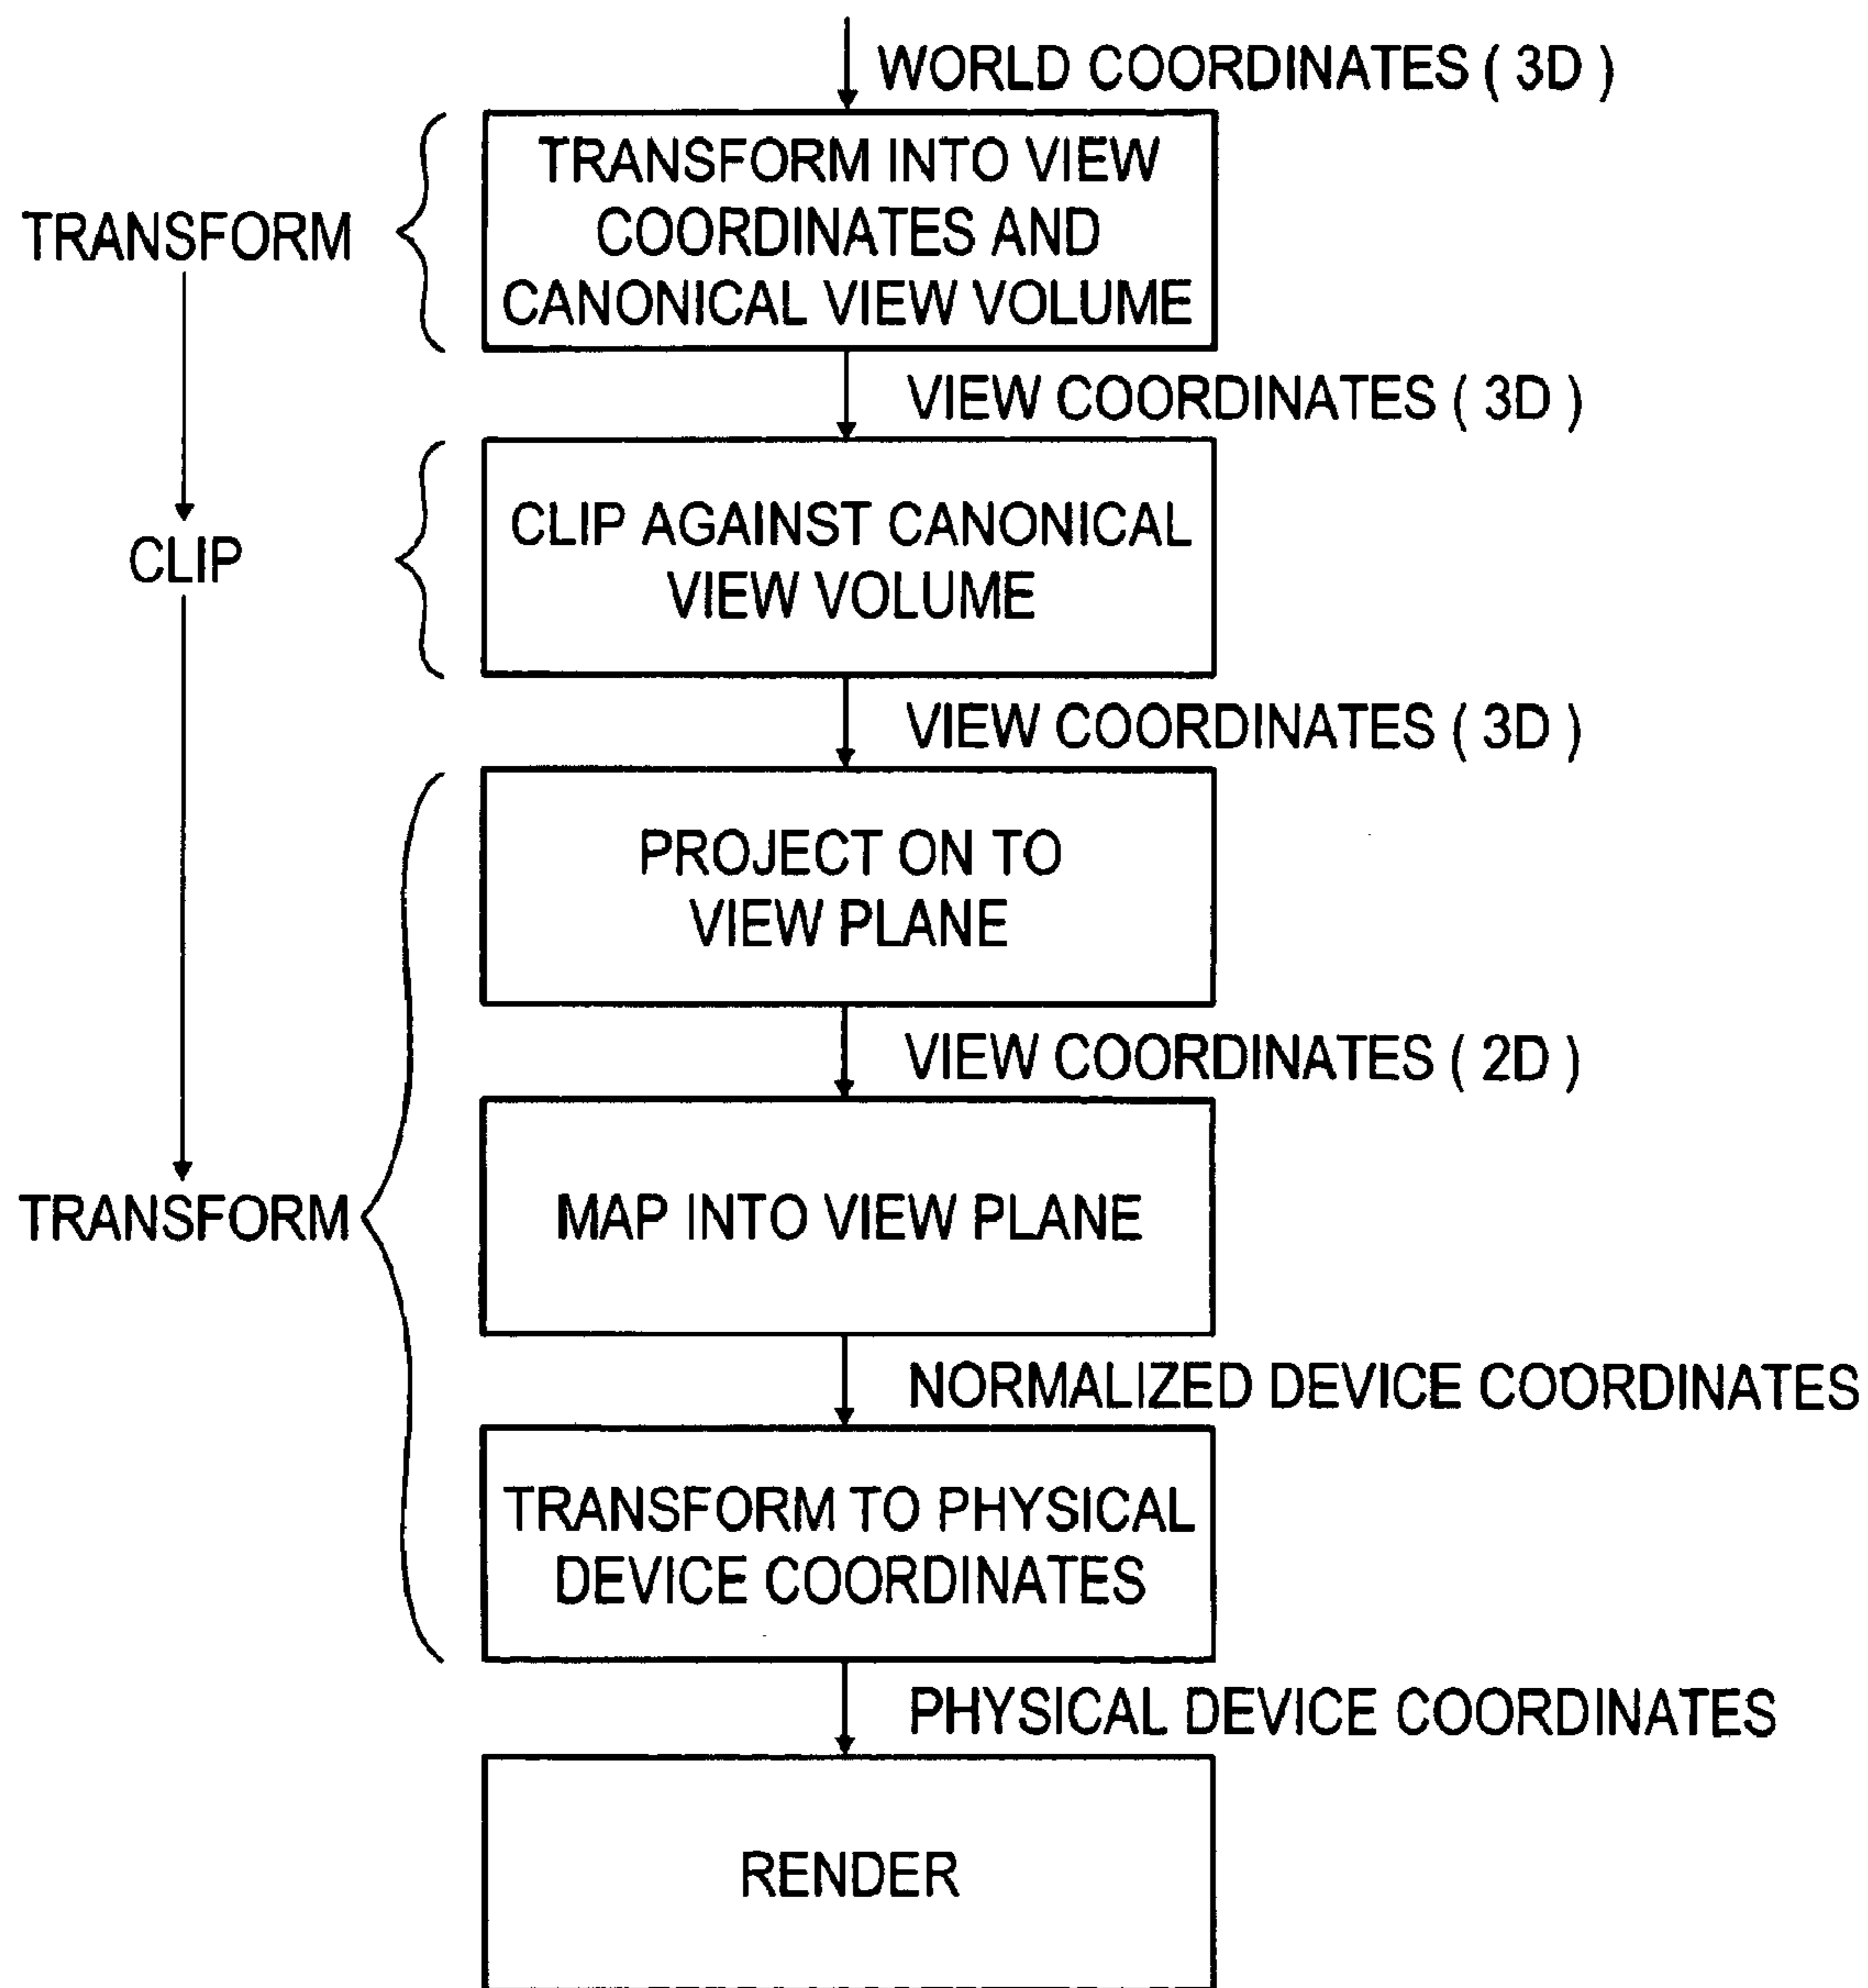 WORLD COORDINATES ( 3D )
TRANSFORM INTO VIEW
COORDINATES AND
CANONICAL VIEW VOLUME
TRANSFORM
VIEW COORDINATES ( 3D )
CLIP AGAINST CANONICAL
VIEW VOLUME
CLIP
VIEW COORDINATES ( 3D )
PROJECT ON TO
VIEW PLANE
VIEW COORDINATES ( 2D )
MAP INTO VIEW PLANE
TRANSFORM
NORMALIZED DEVICE COORDINATES
TRANSFORM TO PHYSICAL
DEVICE COORDINATES
PHYSICAL DEVICE COORDINATES
RENDER